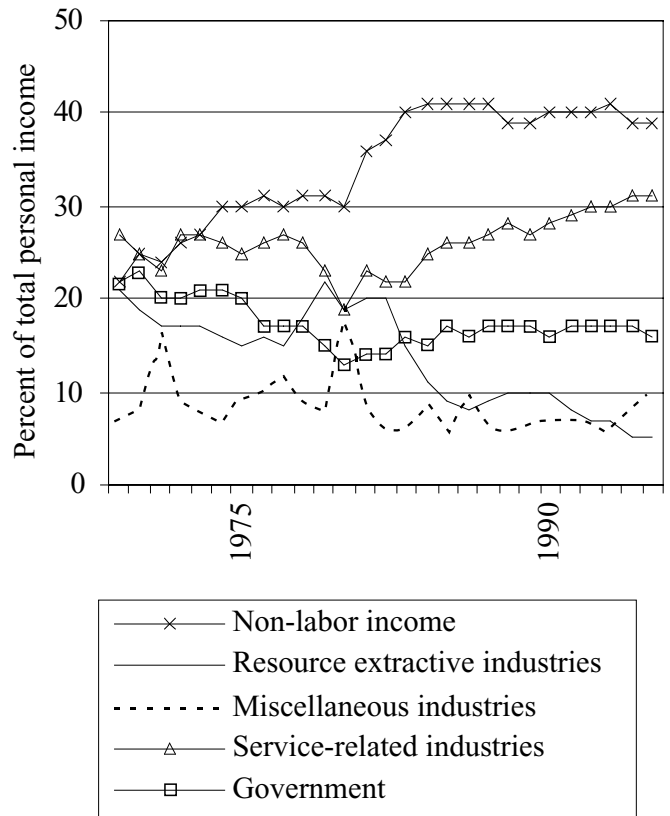 50
40
30
20
10
0
Percent of total personal income
1975
1990
Non-labor income
Resource extractive industries
Miscellaneous industries
Service-related industries
Government